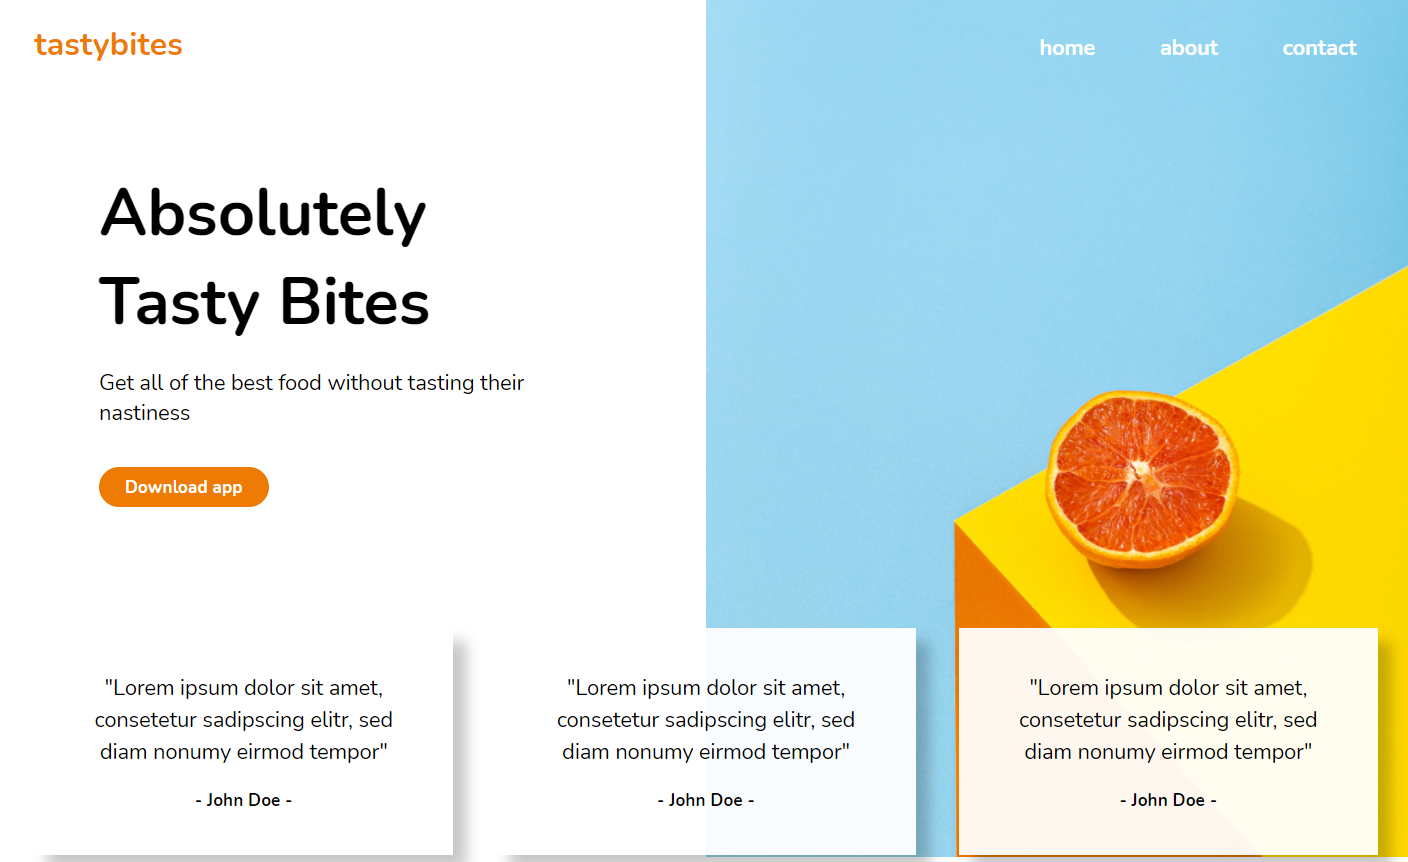 tastybites
home about contact
Absolutely
Tasty Bites
Get all of the best food without tasting their
nastiness
Download app
"Lorem ipsum dolor sit amet,
consetetur sadipscing elitr, sed
diam nonumy eirmod tempor"
- John Doe -
"Lorem ipsum dolor sit amet,
consetetur sadipscing elitr, sed
diam nonumy eirmod tempor"
- John Doe -
"Lorem ipsum dolor sit amet,
consetetur sadipscing elitr, sed
diam nonumy eirmod tempor"
- John Doe -